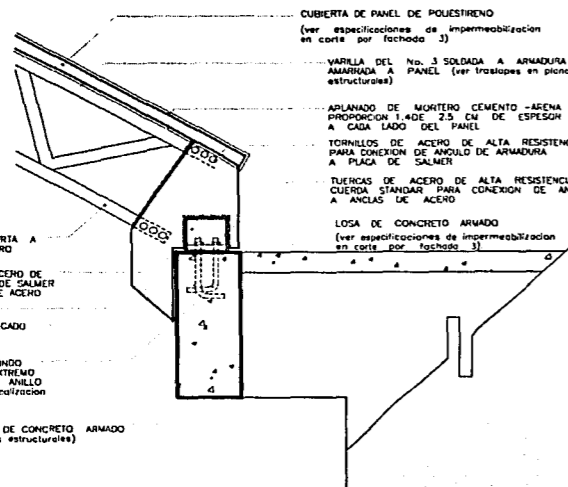 CUBIERTA DE PANEL DE POLIESTIRENO
(ver especificaciones de impermeabilizacion
en corte por fachada 3)
VARILLA DEL No. 3 SOLDADA A ARMADURA
AMARRADA A PANEL (ver traslapes en plano
estructurales)
APLANADO DE MORTERO CEMENTO -ARENA
PROPORCION 1.4DE 2.5 CM DE ESPESOR
A CADA LADO DEL PANEL
TORNILLOS DE ACERO DE ALTA RESISTENC
PARA CONEXION DE ANGULO DE ARMADURA
A PLACA DE SALMER
TUERCAS DE ACERO DE ALTA RESISTENCI
CUERDA STANDAR PARA CONEXION DE AN
A ANCLAS DE ACERO
LOSA DE CONCRETO ARMADO
(ver especificaciones de impermeabilizacion
en corte por fachada 3)
RTA A
RO
CERO DE
DE SALMER
E ACERO
CADO
NDO
XTREMO
ANILLO
calizacion
DE CONCRETO ARMADO
s estructurales)